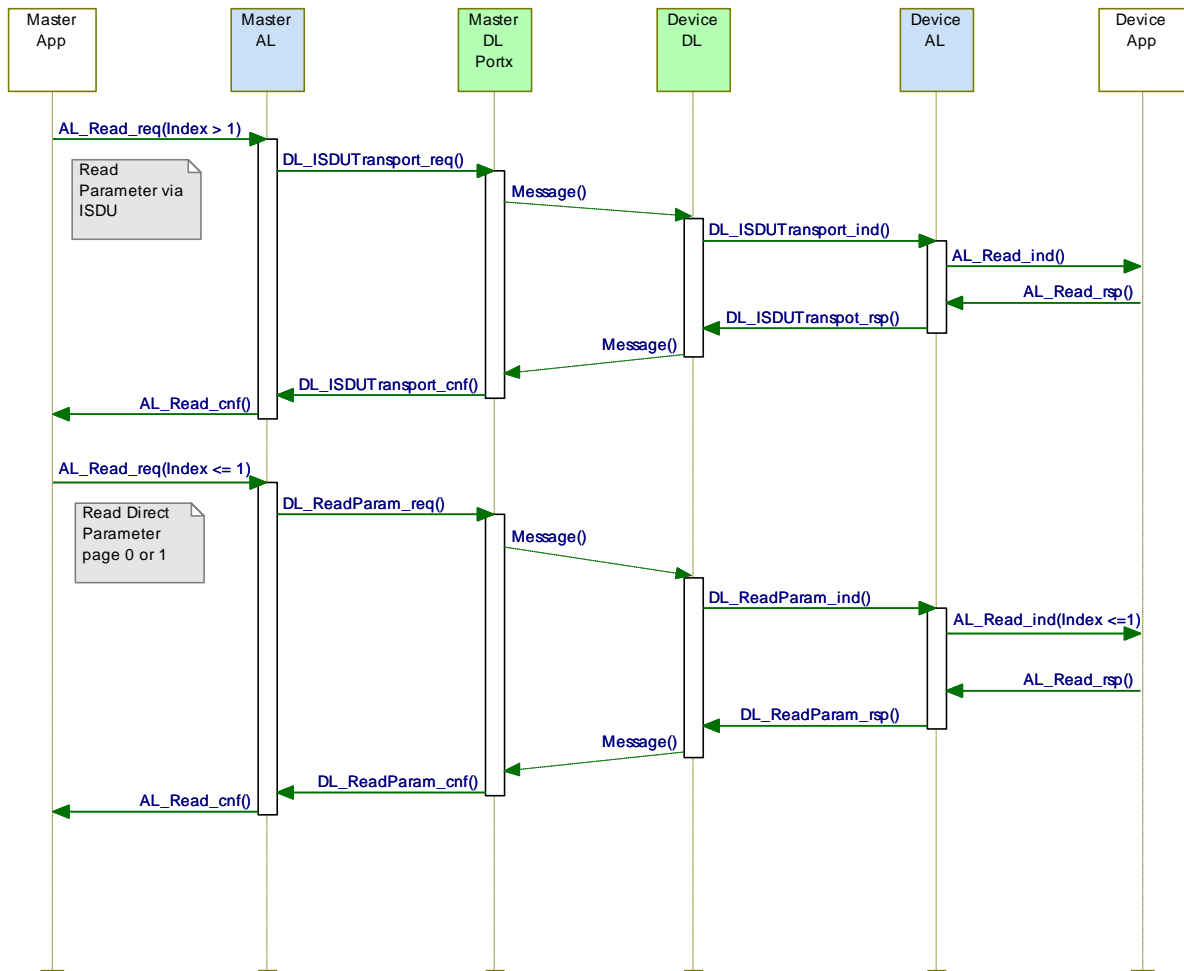 Master
App
Master
AL
Master
DL
Portx
Device
DL
Device
AL
Device
App
AL_Read_req(Index > 1)
Read
Parameter via
ISDU
DL_ISDUTransport_req()
Message()
DL_ISDUTransport_ind()
AL_Read_ind()
AL_Read_rsp()
DL_ISDUTranspot_rsp()
Message()
DL_ISDUTransport_cnf()
AL_Read_cnf()
AL_Read_req(Index <= 1)
Read Direct
Parameter
page 0 or 1
DL_ReadParam_req()
Message()
DL_ReadParam_ind()
AL_Read_ind(Index <=1)
AL_Read_rsp()
DL_ReadParam_rsp()
Message()
DL_ReadParam_cnf()
AL_Read_cnf()